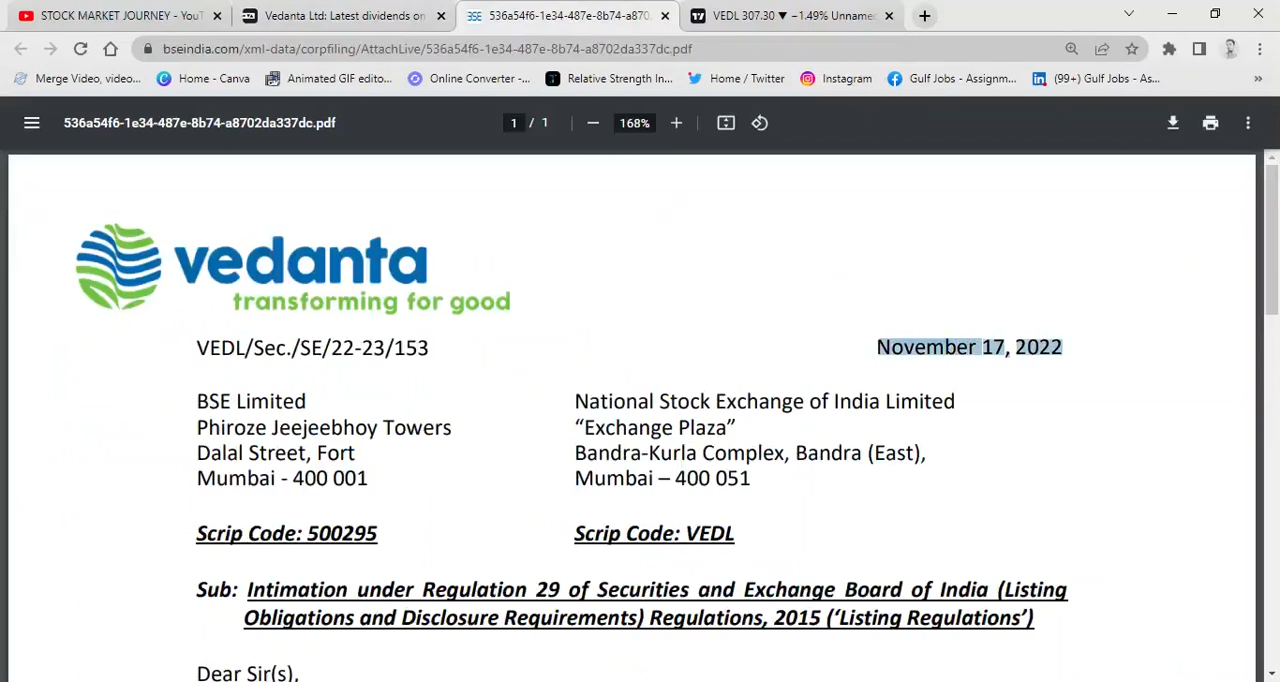 STOCK MARKET JOURNEY - YouT
Vedanta Ltd: Latest dividends on
536a54f6-1e34-487e-8b74-a870
VEDL 307.30 ▼ −1.49% Unname
bseindia.com/xml-data/corpfiling/AttachLive/536a54f6-1e34-487e-8b74-a8702da337dc.pdf
Merge Video, video...
Home - Canva
Animated GIF edito...
Online Converter -...
Relative Strength In...
Home / Twitter
Instagram
Gulf Jobs - Assignm...
(99+) Gulf Jobs - As...
»
536a54f6-1e34-487e-8b74-a8702da337dc.pdf
1 / 1
168%
vedanta
transforming for good
VEDL/Sec./SE/22-23/153
November 17, 2022
BSE Limited
Phiroze Jeejeebhoy Towers
Dalal Street, Fort
Mumbai - 400 001
National Stock Exchange of India Limited
“Exchange Plaza”
Bandra-Kurla Complex, Bandra (East),
Mumbai – 400 051
Scrip Code: 500295
Scrip Code: VEDL
Sub: Intimation under Regulation 29 of Securities and Exchange Board of India (Listing
Obligations and Disclosure Requirements) Regulations, 2015 (‘Listing Regulations’)
Dear Sir(s),